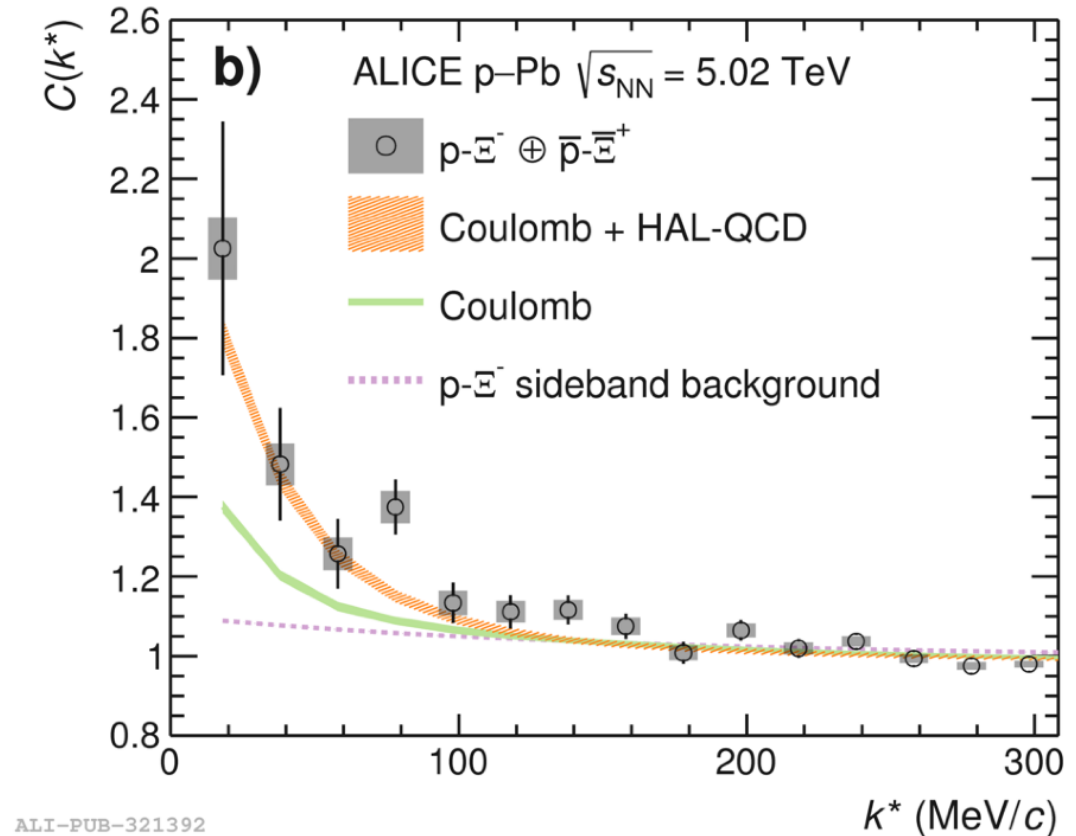 C(k*)
2.6
2.4
2.2
2
1.8
1.6
1.4
1.2
1
0.8
b)
ALICE p–Pb √s_NN = 5.02 TeV
p-Ξ⁻ ⊕ p̅-Ξ̅⁺
Coulomb + HAL-QCD
Coulomb
p-Ξ⁻ sideband background
0 100 200 300
k* (MeV/c)
ALI-PUB-321392